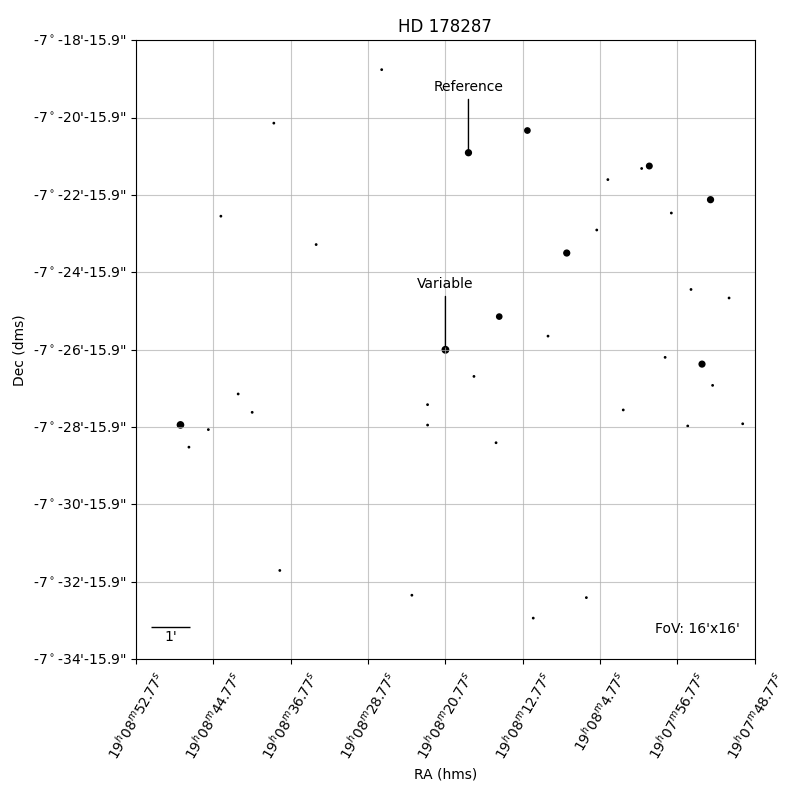 HD 178287
-7°-18'-15.9"
Reference
-7°-20'-15.9"
-7°-22'-15.9"
-7°-24'-15.9"
Variable
Dec (dms)
-7°-26'-15.9"
-7°-28'-15.9"
-7°-30'-15.9"
-7°-32'-15.9"
1'
FoV: 16'x16'
-7°-34'-15.9"
19h08m52.77s
19h08m44.77s
19h08m36.77s
19h08m28.77s
19h08m20.77s
19h08m12.77s
19h08m4.77s
19h07m56.77s
19h07m48.77s
RA (hms)